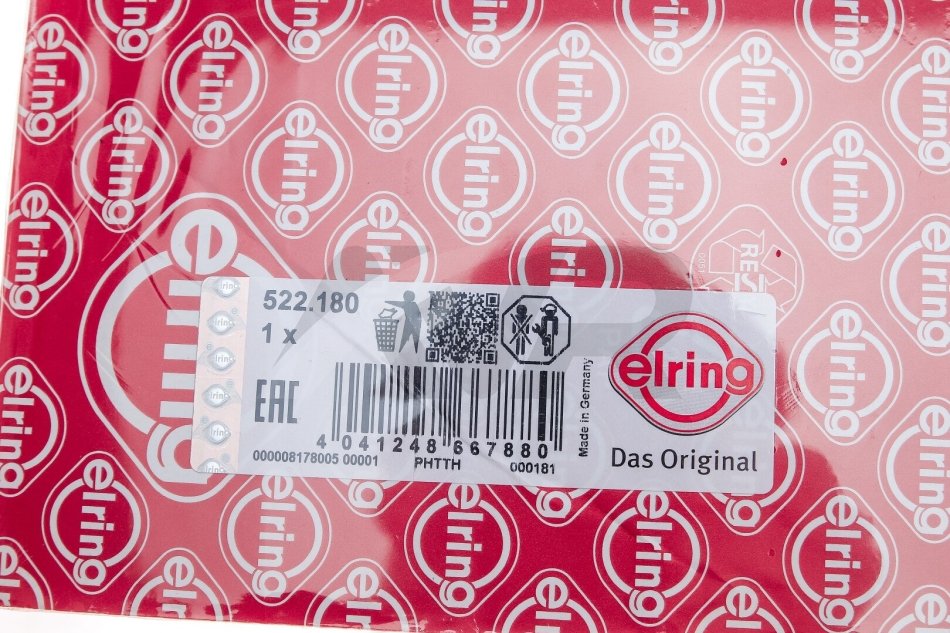 522.180
1 x
EAC
4 041248 667880
000008178005 00001 PHTTH 000181
Made in Germany
elring
Das Original